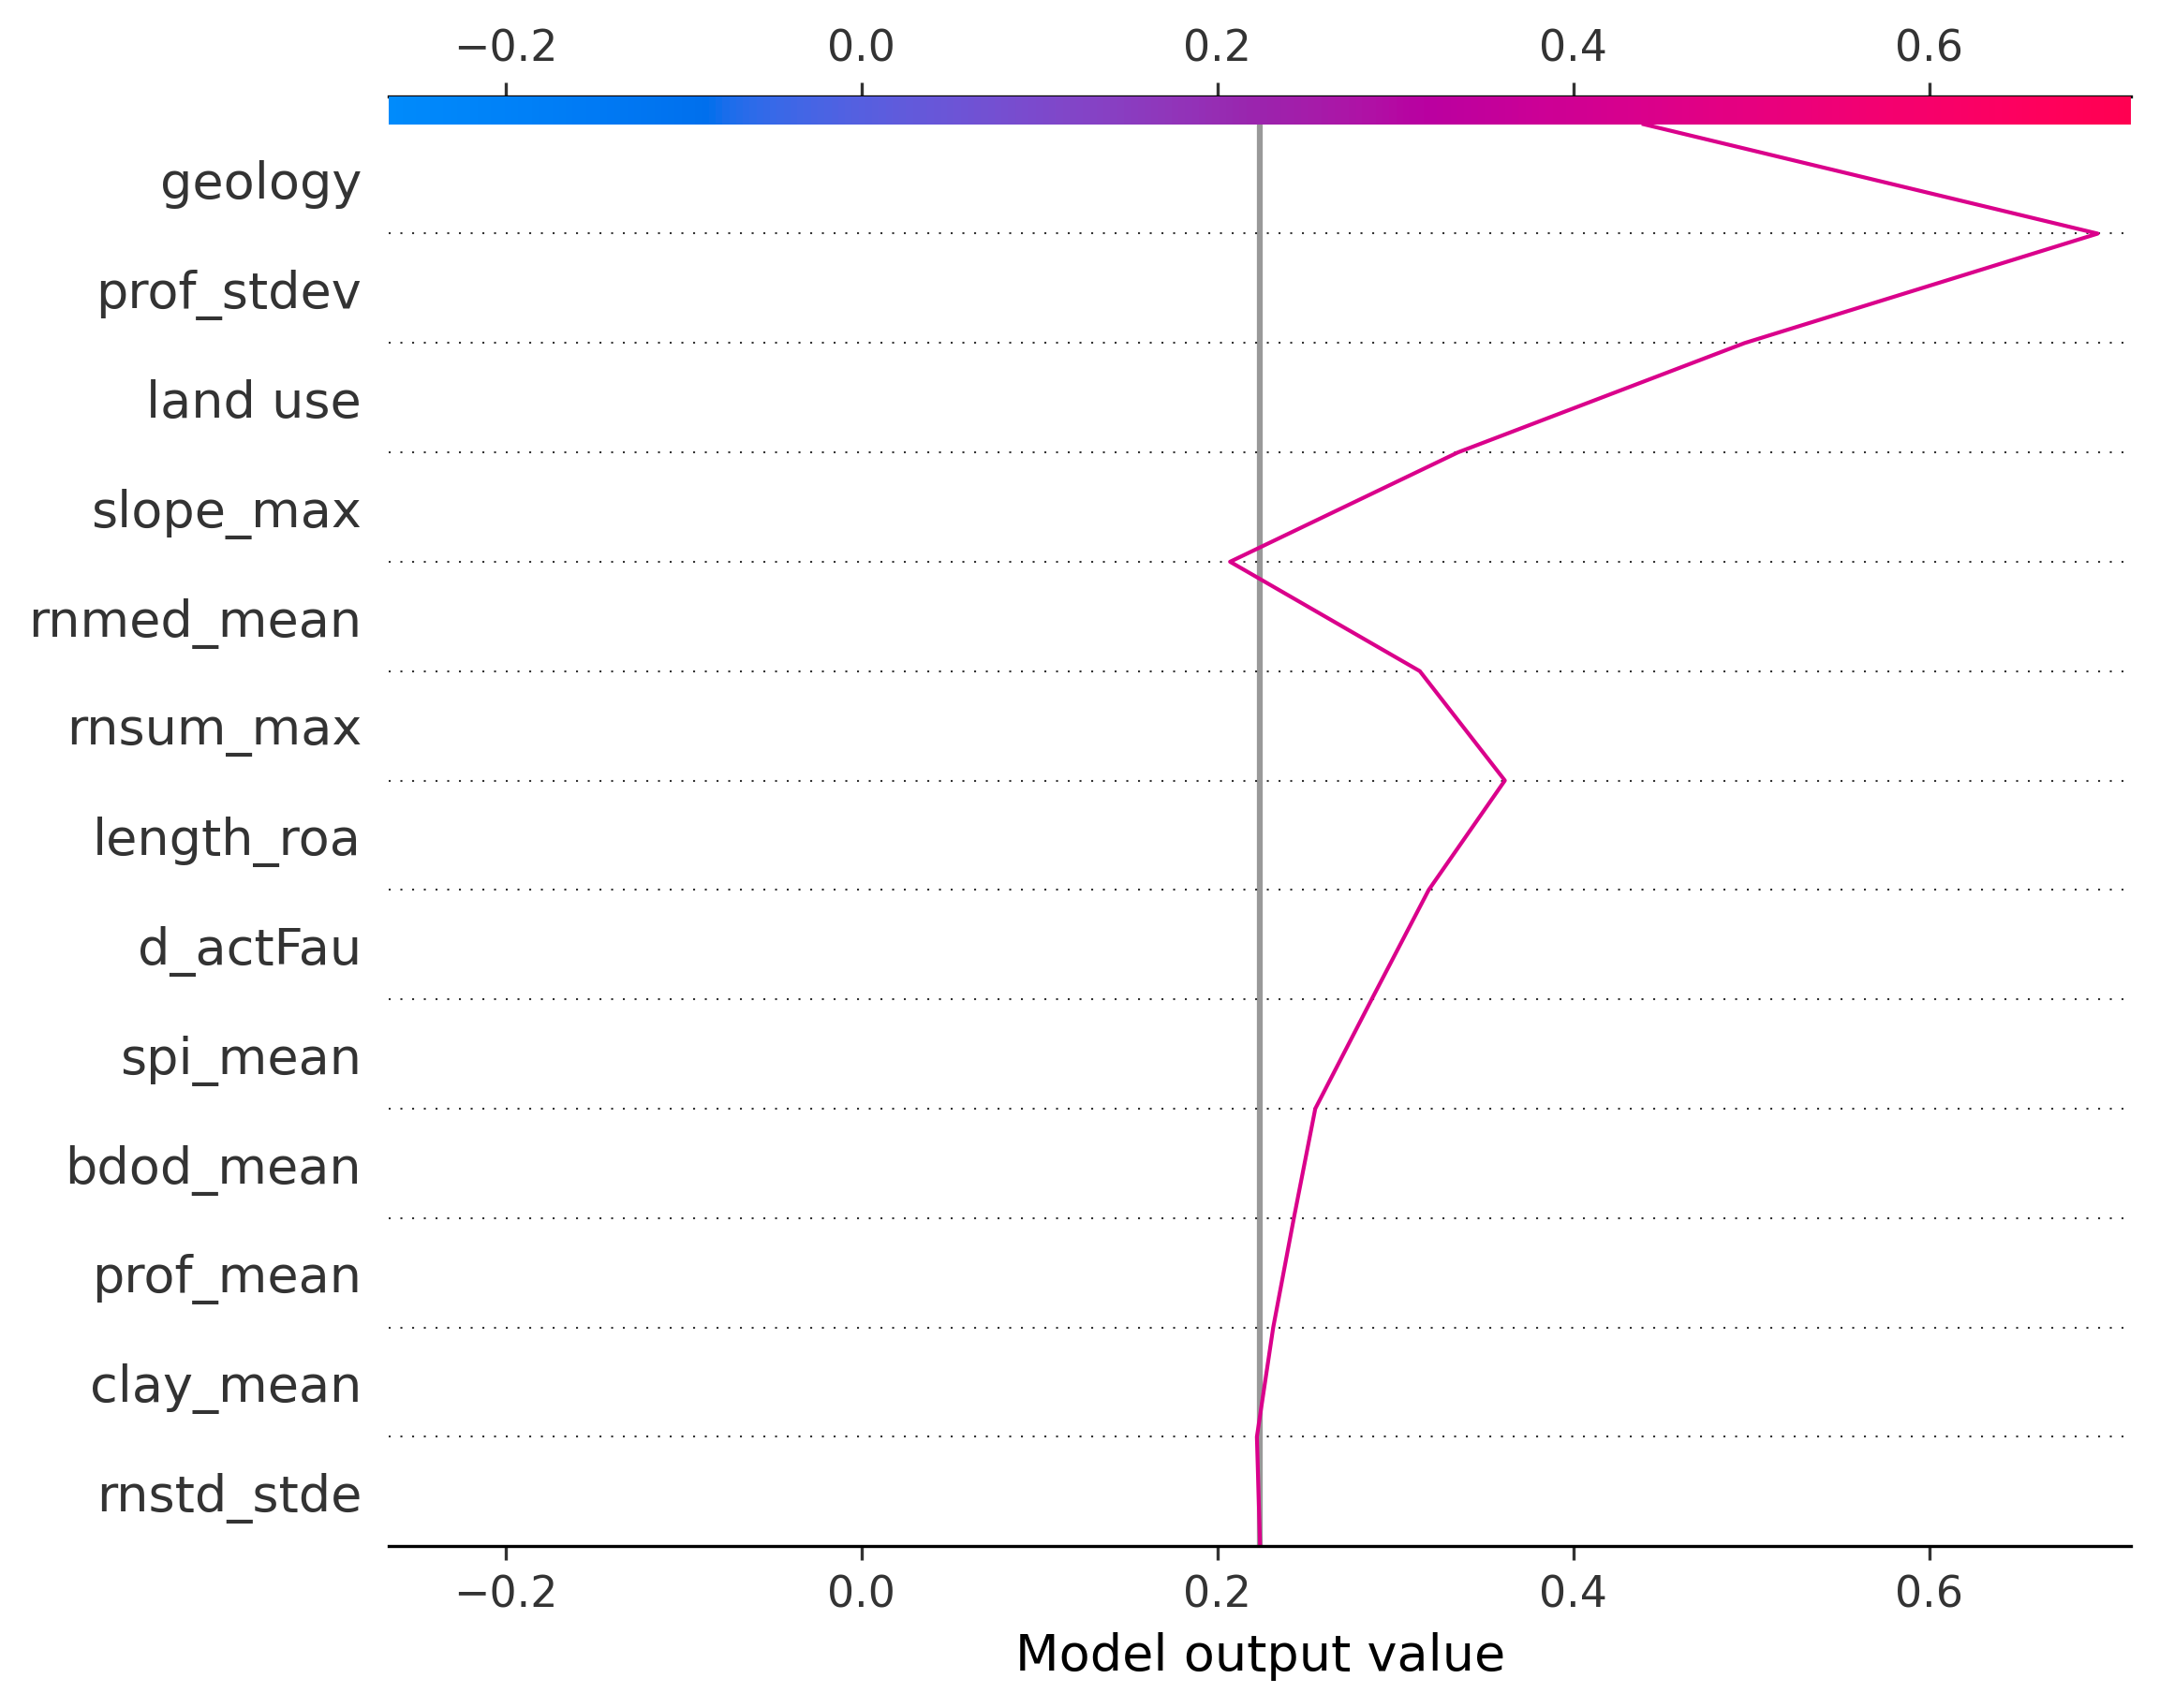 −0.2 0.0 0.2 0.4 0.6
geology
prof_stdev
land use
slope_max
rnmed_mean
rnsum_max
length_roa
d_actFau
spi_mean
bdod_mean
prof_mean
clay_mean
rnstd_stde
−0.2 0.0 0.2 0.4 0.6
Model output value